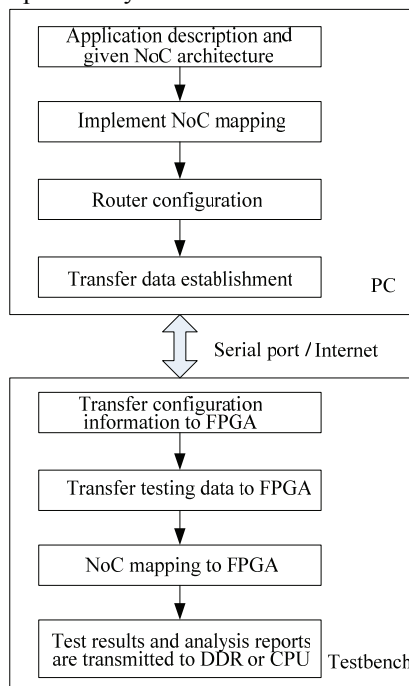 Application description and
given NoC architecture
Implement NoC mapping
Router configuration
Transfer data establishment
PC
Serial port / Internet
Transfer configuration
information to FPGA
Transfer testing data to FPGA
NoC mapping to FPGA
Test results and analysis reports
are transmitted to DDR or CPU
Testbench